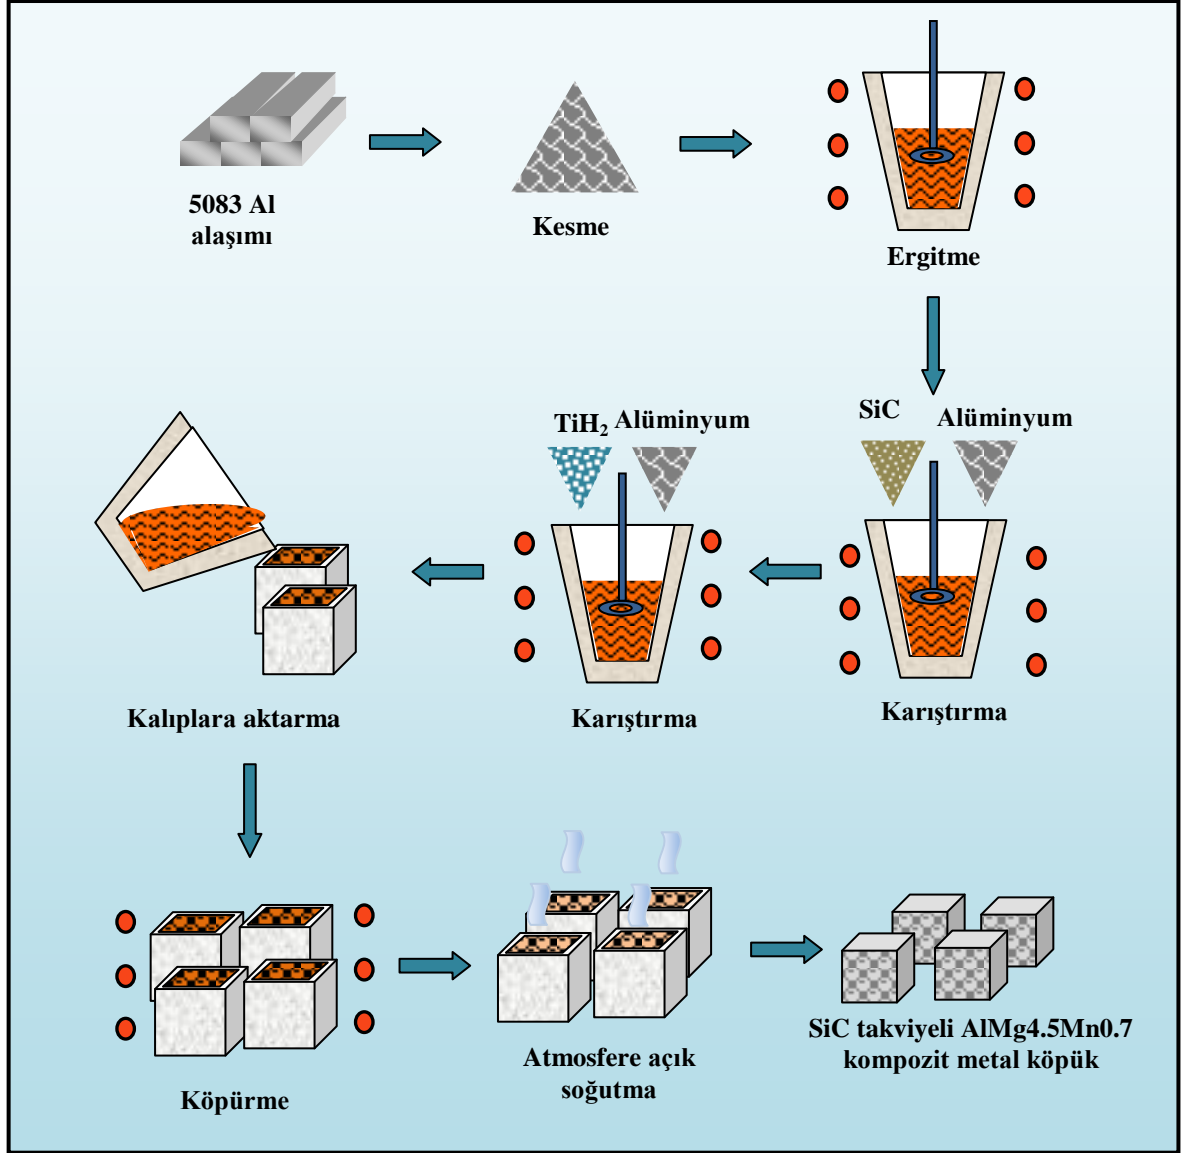 5083 Al
alaşımı
Kesme
Ergitme
SiC
Alüminyum
TiH₂ Alüminyum
Kalıplara aktarma
Karıştırma
Karıştırma
Köpürme
Atmosfere açık
soğutma
SiC takviyeli AlMg4.5Mn0.7
kompozit metal köpük